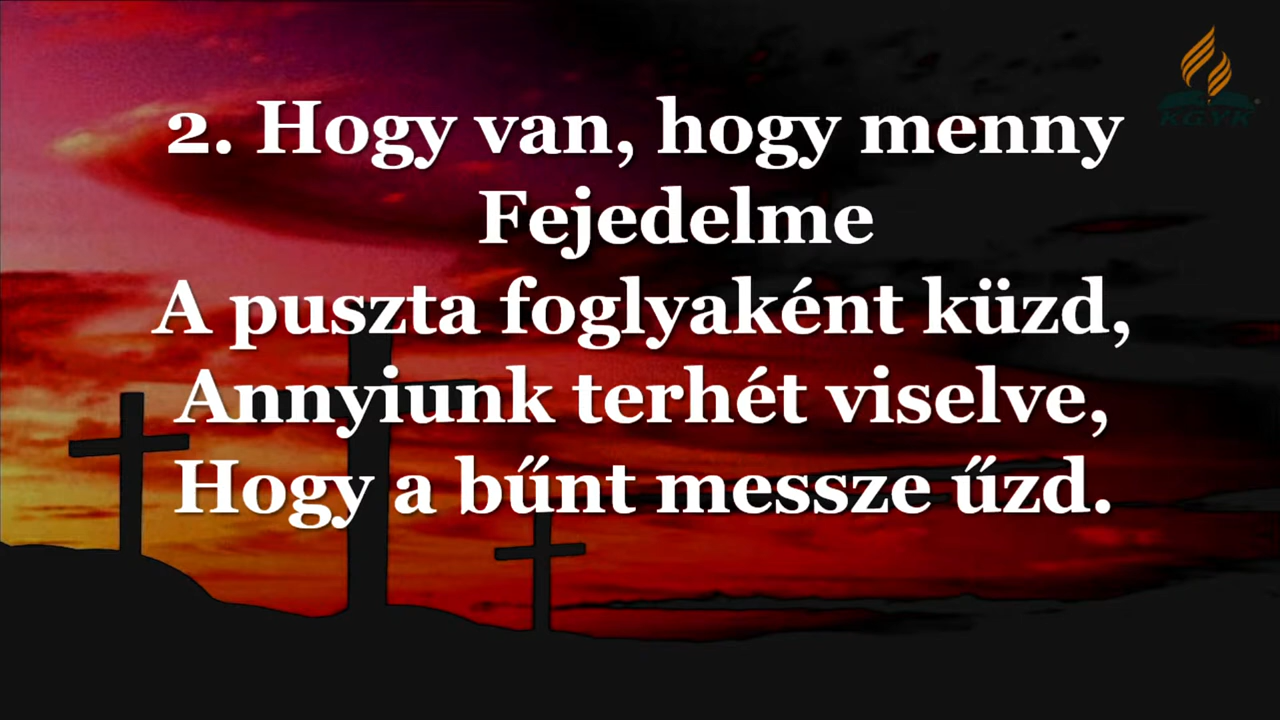 2. Hogy van, hogy menny
Fejedelme
A puszta foglyaként küzd,
Annyiunk terhét viselve,
Hogy a bűnt messze űzd.
K.G.Y.K